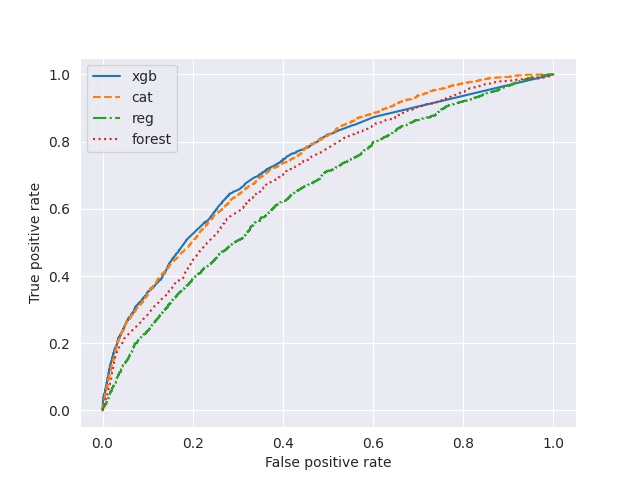 1.0
0.8
0.6
0.4
0.2
0.0
True positive rate
xgb
cat
reg
forest
0.0 0.2 0.4 0.6 0.8 1.0
False positive rate